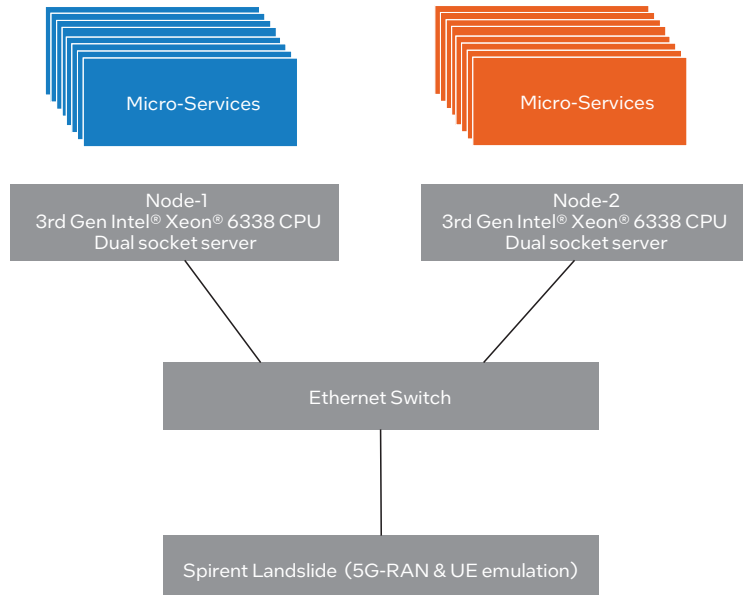 Micro-Services
Micro-Services
Node-1
3rd Gen Intel® Xeon® 6338 CPU
Dual socket server
Node-2
3rd Gen Intel® Xeon® 6338 CPU
Dual socket server
Ethernet Switch
Spirent Landslide (5G-RAN & UE emulation)